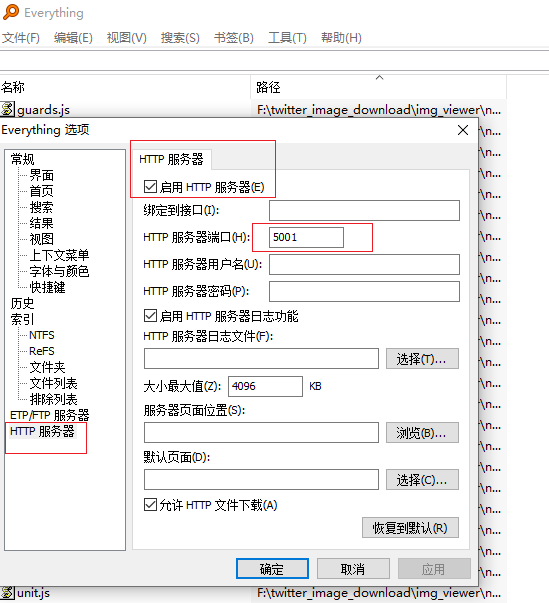 Everything
文件(F) 编辑(E) 视图(V) 搜索(S) 书签(B) 工具(T) 帮助(H)
名称 路径
guards.js F:\twitter_image_download\img_viewer\n...
Everything 选项
常规
界面
首页
搜索
结果
视图
上下文菜单
字体与颜色
快捷键
历史
索引
NTFS
ReFS
文件夹
文件列表
排除列表
ETP/FTP 服务器
HTTP 服务器
HTTP 服务器
启用 HTTP 服务器(E)
绑定到接口(I):
HTTP 服务器端口(H): 5001
HTTP 服务器用户名(U):
HTTP 服务器密码(P):
启用 HTTP 服务器日志功能
HTTP 服务器日志文件(F):
选择(T)...
大小最大值(Z): 4096 KB
服务器页面位置(S):
浏览(B)...
默认页面(D):
选择(C)...
允许 HTTP 文件下载(A)
恢复到默认(R)
确定 取消 应用
unit.js F:\twitter_image_download\img_viewer\n...